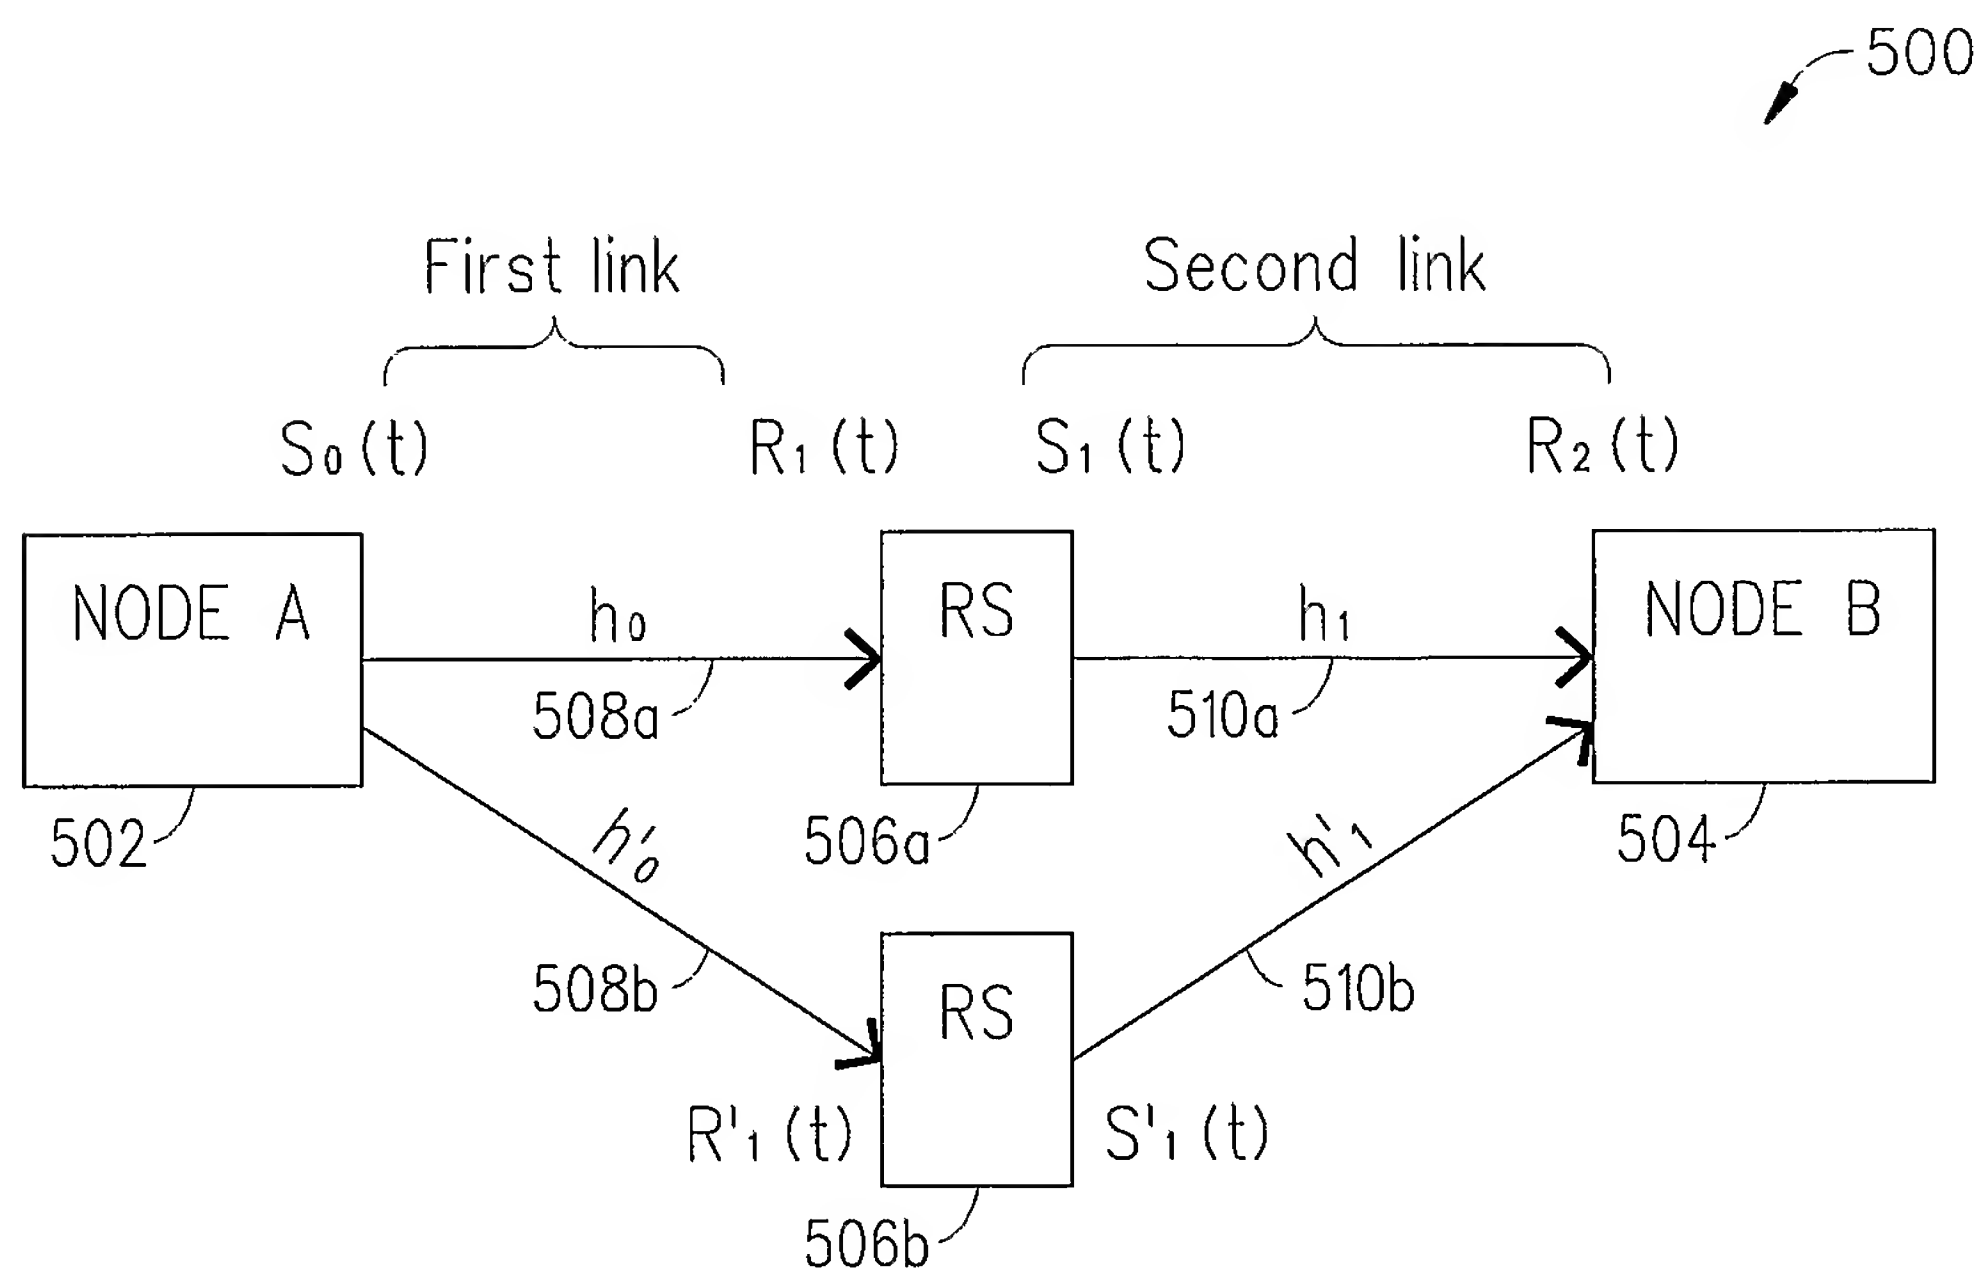 500
First link Second link
S₀(t) R₁(t) S₁(t) R₂(t)
NODE A h₀ RS h₁ NODE B
508a 510a
502 h'₀ 506a h'₁ 504
508b RS 510b
R'₁(t) S'₁(t)
506b